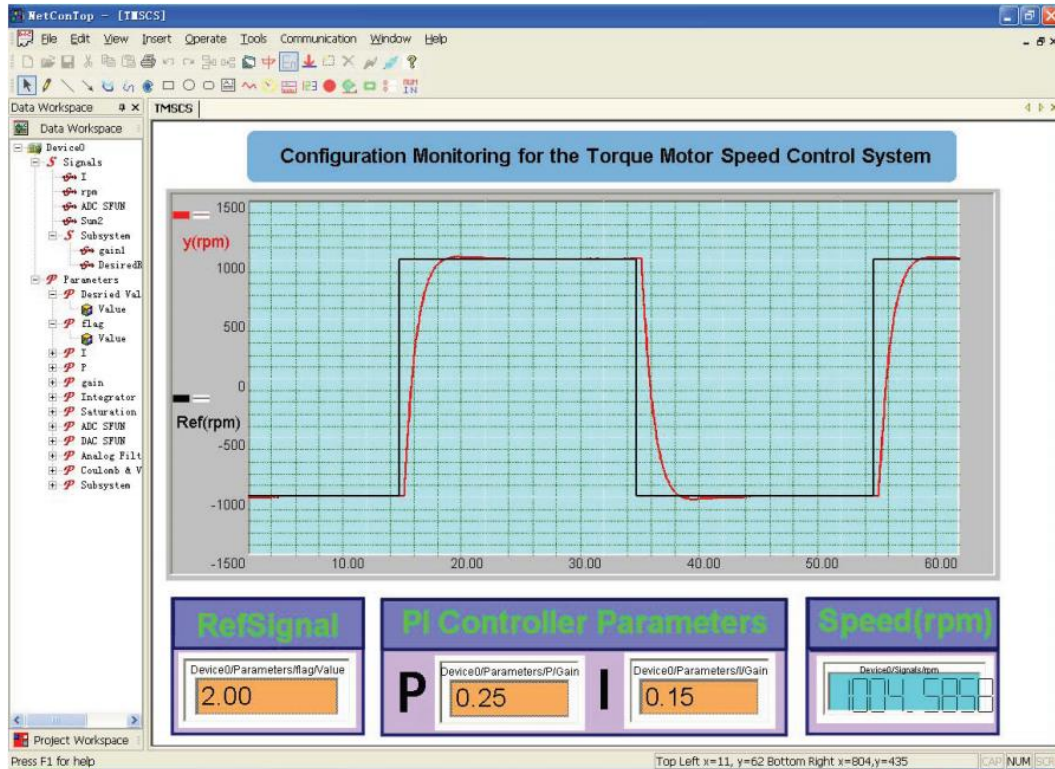 NetConTop - [TMSCS]
File Edit View Insert Operate Tools Communication Window Help
Data Workspace
TMSCS
Data Workspace
Device0
S Signals
I
rpm
ADC SFUN
Sum2
S Subsystem
gain1
DesiredR
P Parameters
P Desried Val
Value
P flag
Value
P I
P P
P gain
P Integrator
P Saturation
P ADC SFUN
P DAC SFUN
P Analog Filt
P Coulomb & V
P Subsystem
Project Workspace
Configuration Monitoring for the Torque Motor Speed Control System
1500
y(rpm)
1000
500
0
Ref(rpm)
-500
-1000
-1500 10.00 20.00 30.00 40.00 50.00 60.00
RefSignal
Device0/Parameters/flag/Value
2.00
PI Controller Parameters
P
Device0/Parameters/P/Gain
0.25
I
Device0/Parameters/I/Gain
0.15
Speed(rpm)
Device0/Signals/rpm
Press F1 for help
Top Left x=11, y=62 Bottom Right x=804,y=435
CAP NUM SCR